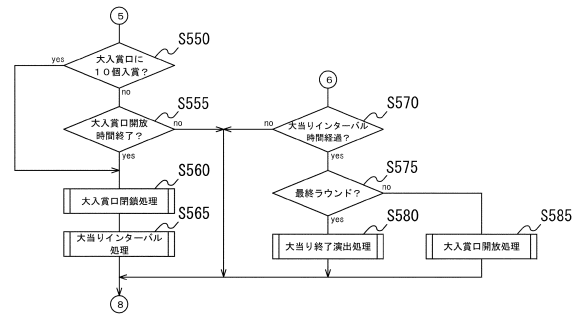 5
S550
大入賞口に
10個入賞?
yes
no
S555
大入賞口開放
時間終了?
no
yes
S560
大入賞口閉鎖処理
S565
大当りインターバル
処理
8
6
S570
大当りインターバル
時間経過?
no
yes
S575
最終ラウンド?
no
yes
S580
大当り終了演出処理
S585
大入賞口開放処理